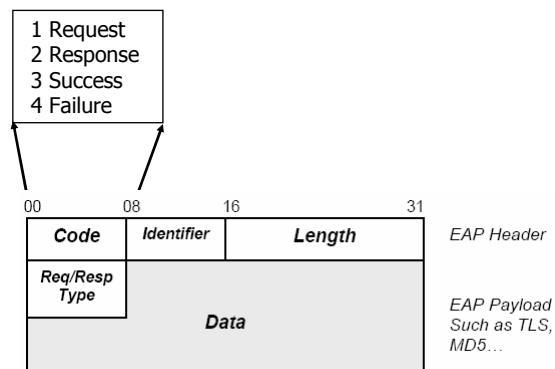 1 Request
2 Response
3 Success
4 Failure
00 08 16 31
Code Identifier Length EAP Header
Req/Resp
Type
Data
EAP Payload
Such as TLS,
MD5…